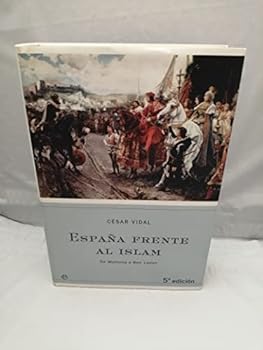 CÉSAR VIDAL
ESPAÑA FRENTE
AL ISLAM
De Mahoma a Ben Laden
5ª edición